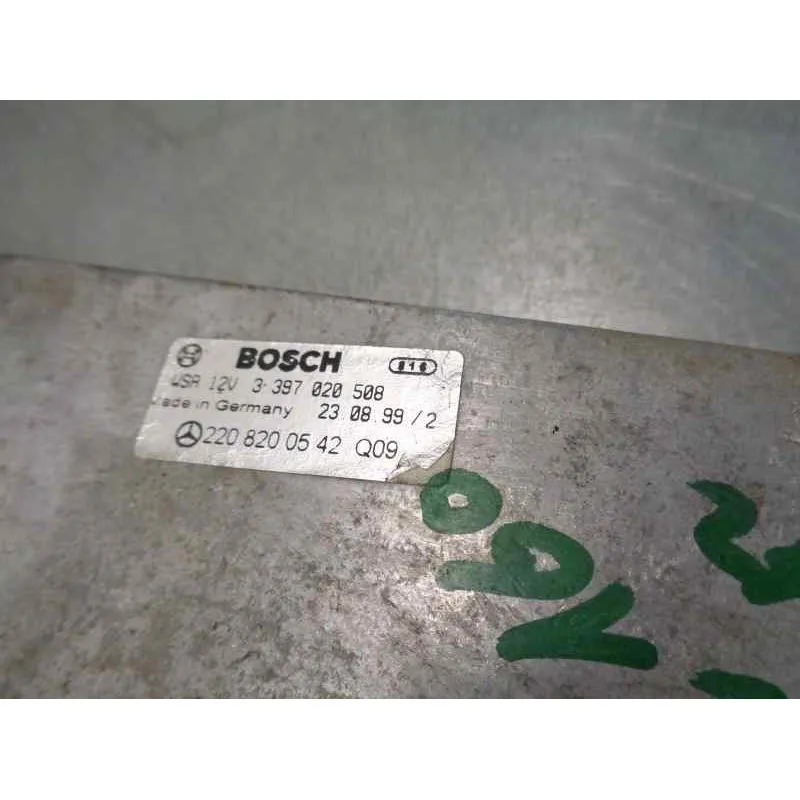 BOSCH 010
WSA 12V 3 397 020 508
Made in Germany 23 08 99 / 2
220 820 05 42 Q09